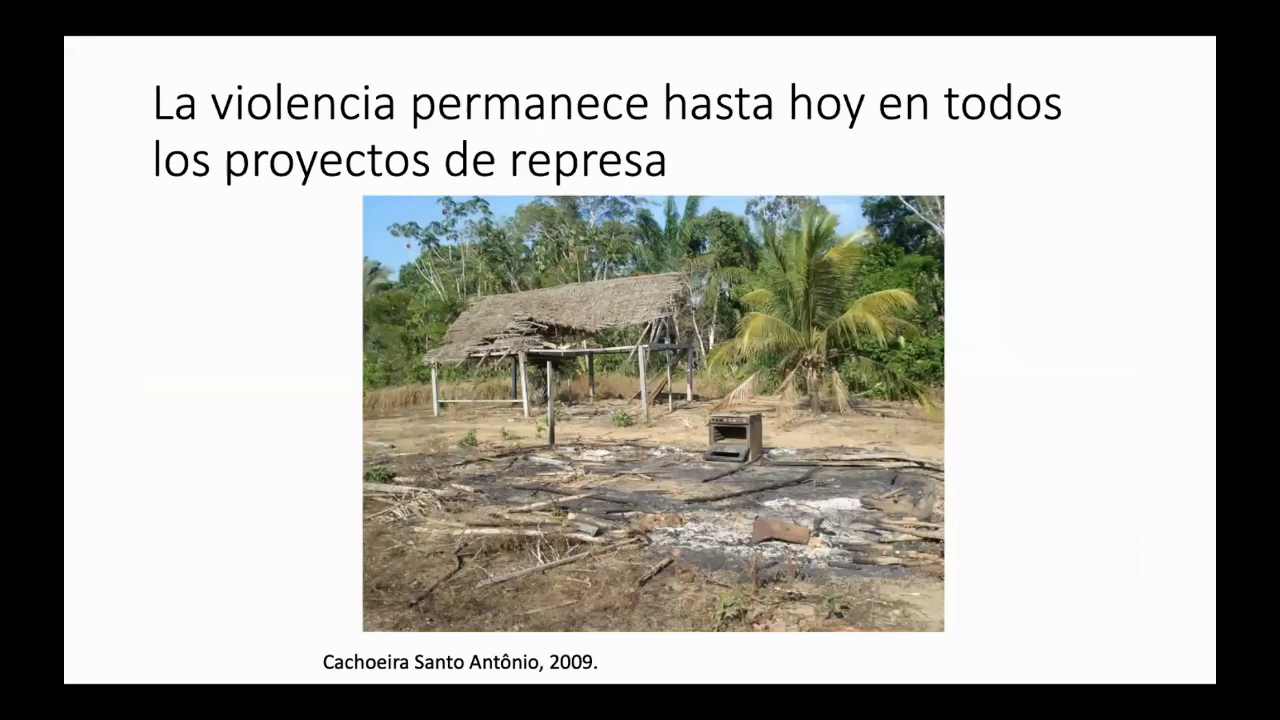 La violencia permanece hasta hoy en todos
los proyectos de represa
Cachoeira Santo Antônio, 2009.